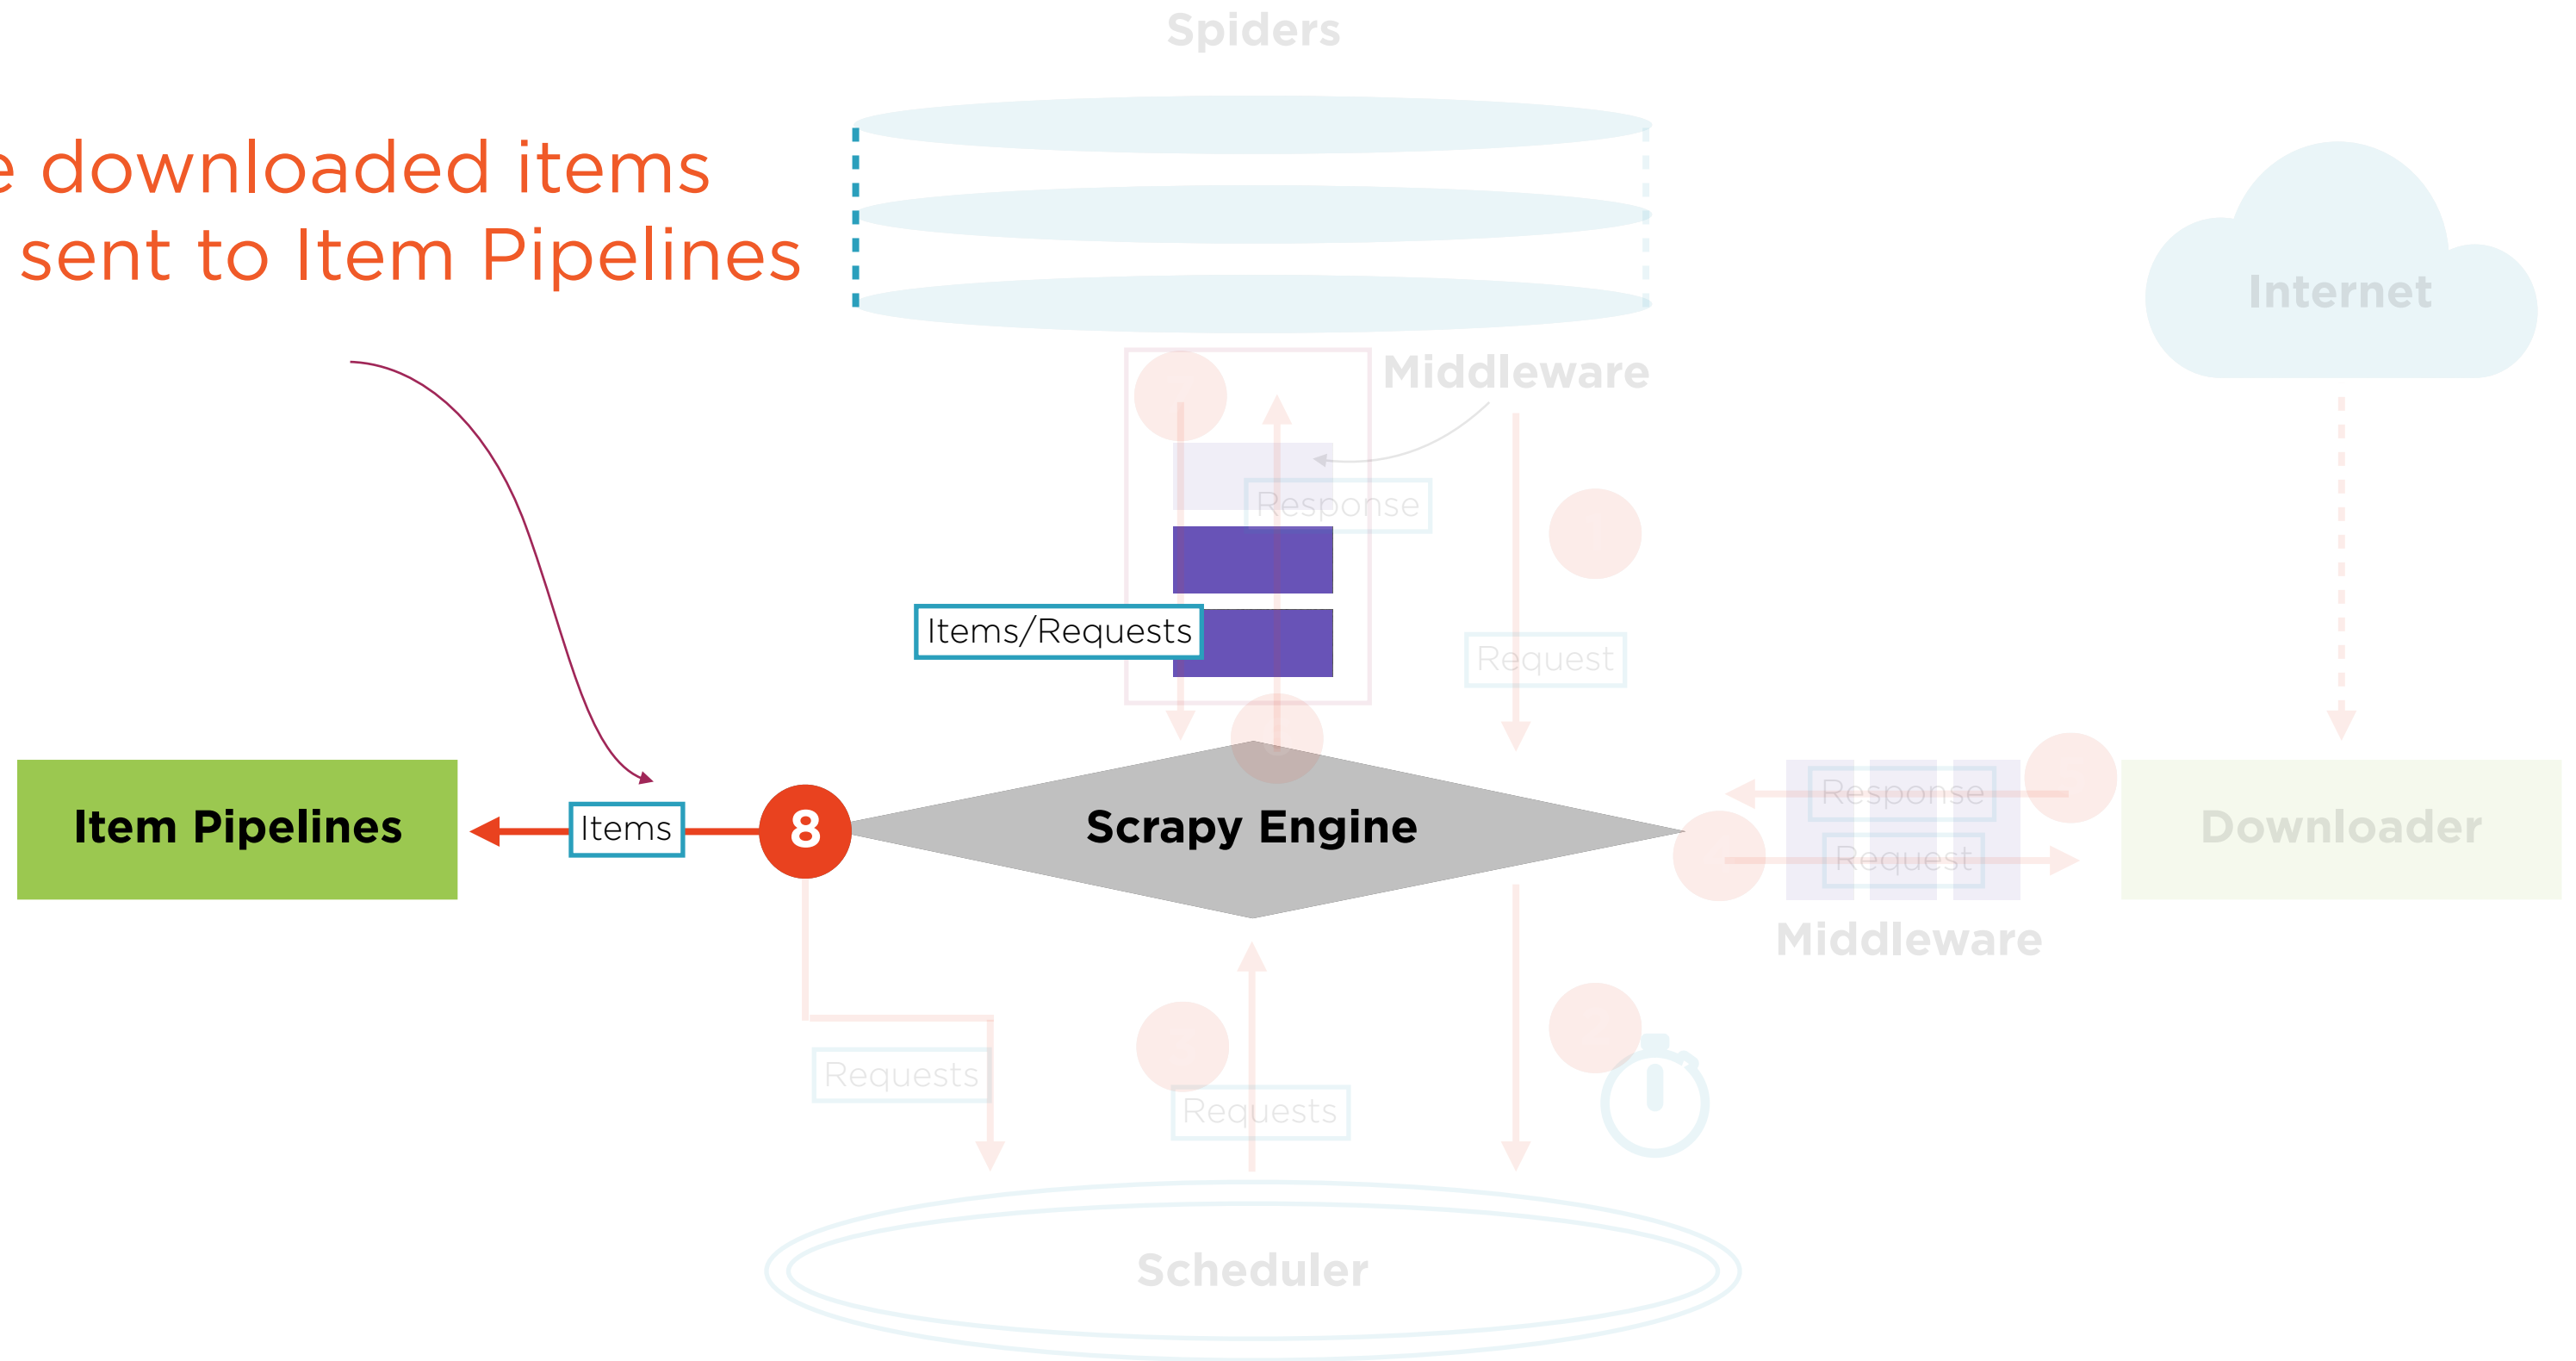 Spiders
e downloaded items
sent to Item Pipelines
Internet
Middleware
Response
Items/Requests
Request
Item Pipelines
Items
8
Scrapy Engine
Response
Request
Downloader
Middleware
Requests
Requests
Scheduler